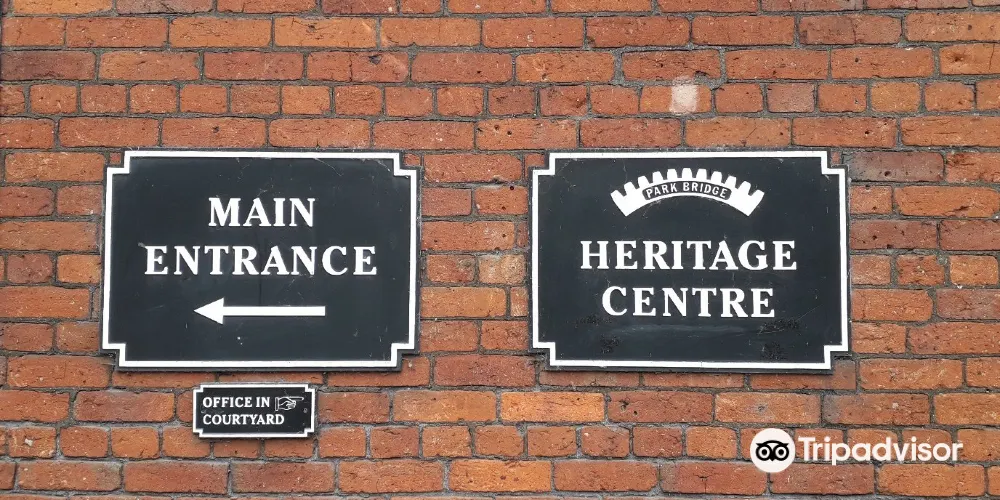 MAIN
ENTRANCE
OFFICE IN
COURTYARD
PARK BRIDGE
HERITAGE
CENTRE
Tripadvisor